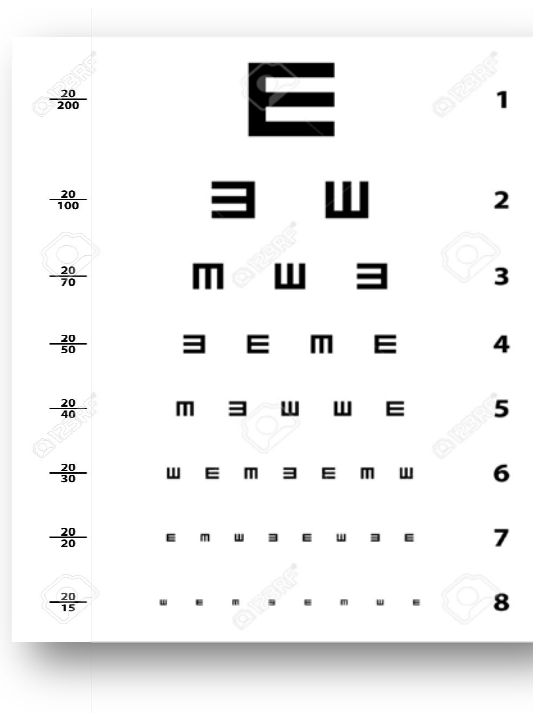 20/200 E 1
20/100 Ǝ Ш 2
20/70 m Ш Ǝ 3
20/50 Ǝ E m E 4
20/40 m Ǝ Ш Ш E 5
20/30 Ш E m Ǝ E m Ш 6
20/20 E m Ш Ǝ E Ш Ǝ E 7
20/15 Ш E m Ǝ E m Ш E 8
123RF